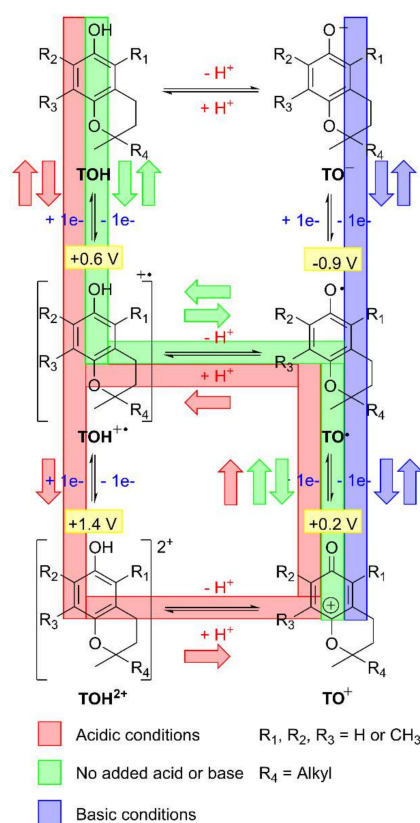 OH
R2 R1
R3
O
R4
TOH
- H+
+ H+
O−
R2 R1
R3
O
R4
TO−
+ 1e- - 1e-
+0.6 V
+ 1e- - 1e-
-0.9 V
+•
OH
R2 R1
R3
O
R4
TOH+•
- H+
+ H+
O•
R2 R1
R3
O
R4
TO•
+ 1e- - 1e-
+1.4 V
1e- - 1e-
+0.2 V
2+
OH
R2 R1
R3
O
R4
TOH2+
- H+
+ H+
O
R2 R1
R3 +
O
R4
TO+
Acidic conditions R1, R2, R3 = H or CH3
No added acid or base R4 = Alkyl
Basic conditions